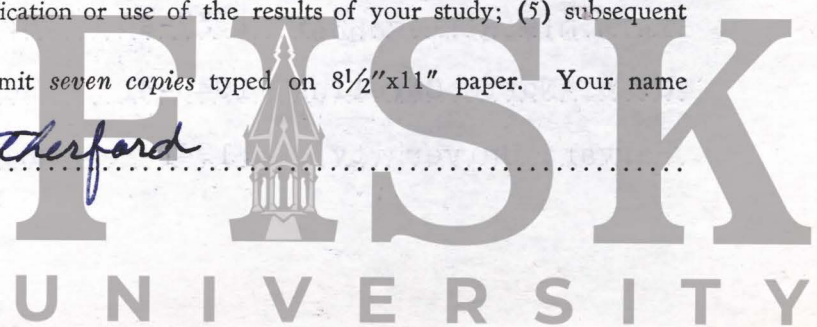 ication or use of the results of your study; (5) subsequent
mit seven copies typed on 8½"x11" paper. Your name
therford
FISK
UNIVERSITY